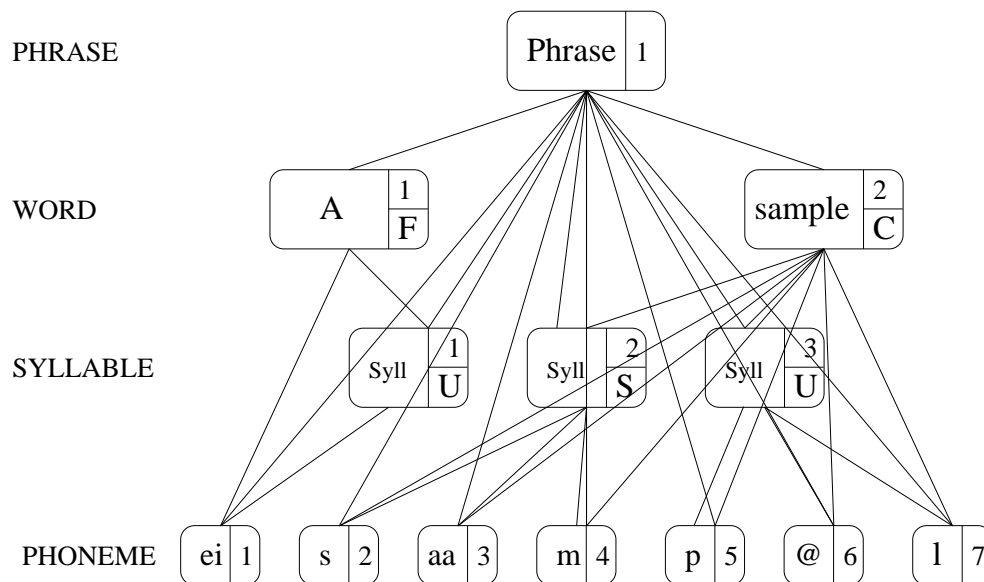 PHRASE Phrase 1
WORD A 1 F sample 2 C
SYLLABLE Syll 1 U Syll 2 S Syll 3 U
PHONEME ei 1 s 2 aa 3 m 4 p 5 @ 6 l 7